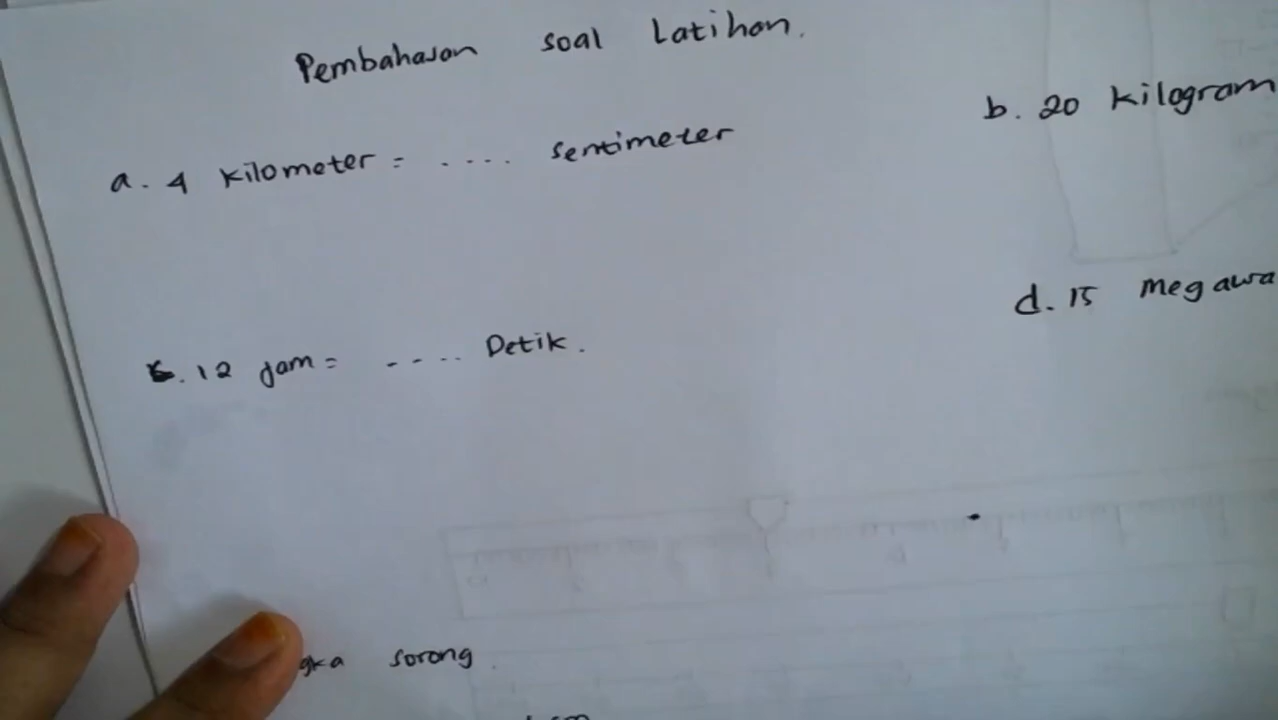 Pembahasan soal Latihan.
a. 4 kilometer = .... sentimeter
b. 20 kilogram
c. 12 jam = .... Detik.
d. 15 megawa
gka sorong